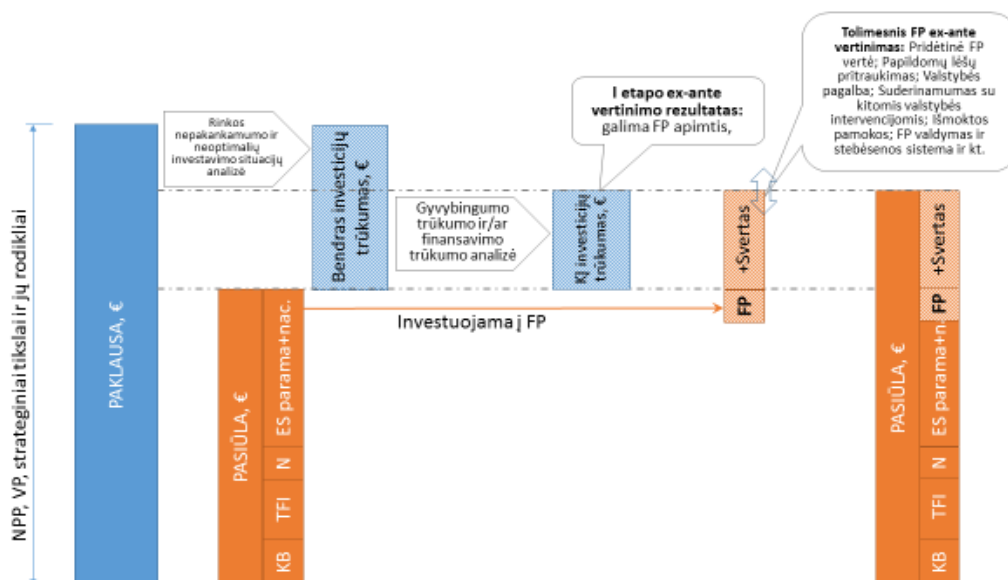 Tolimesnis FP ex-ante
vertinimas: Pridėtinė FP
vertė; Papildomų lėšų
pritraukimas; Valstybės
pagalba; Suderinamumas su
kitomis valstybės
intervencijomis; Išmoktos
pamokos; FP valdymas ir
stebėsenos sistema ir kt.
I etapo ex-ante
vertinimo rezultatas:
galima FP apimtis,
Rinkos
nepakankamumo ir
neoptimalių
investavimo situacijų
analizė
Gyvybingumo
trūkumo ir/ar
finansavimo
trūkumo analizė
NPP, VP, strateginiai tikslai ir jų rodikliai
PAKLAUSA, €
PASIŪLA, €
ES parama+nac.
N
TFI
KB
Bendras investicijų
trūkumas, €
Investuojama į FP
KĮ investicijų
trūkumas, €
+Svertas
FP
PASIŪLA, €
+Svertas
FP
ES parama+n.
N
TFI
KB